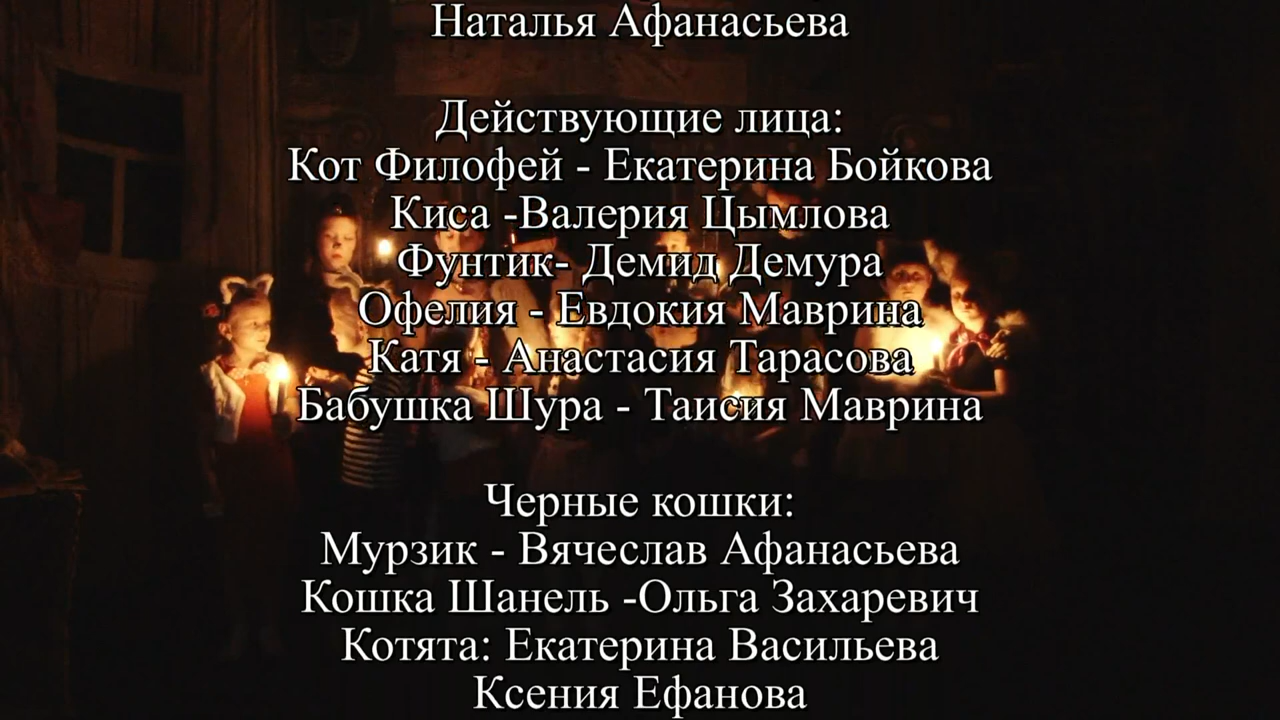 Наталья Афанасьева
Действующие лица:
Кот Филофей - Екатерина Бойкова
Киса -Валерия Цымлова
Фунтик- Демид Демура
Офелия - Евдокия Маврина
Катя - Анастасия Тарасова
Бабушка Шура - Таисия Маврина
Черные кошки:
Мурзик - Вячеслав Афанасьева
Кошка Шанель -Ольга Захаревич
Котята: Екатерина Васильева
Ксения Ефанова